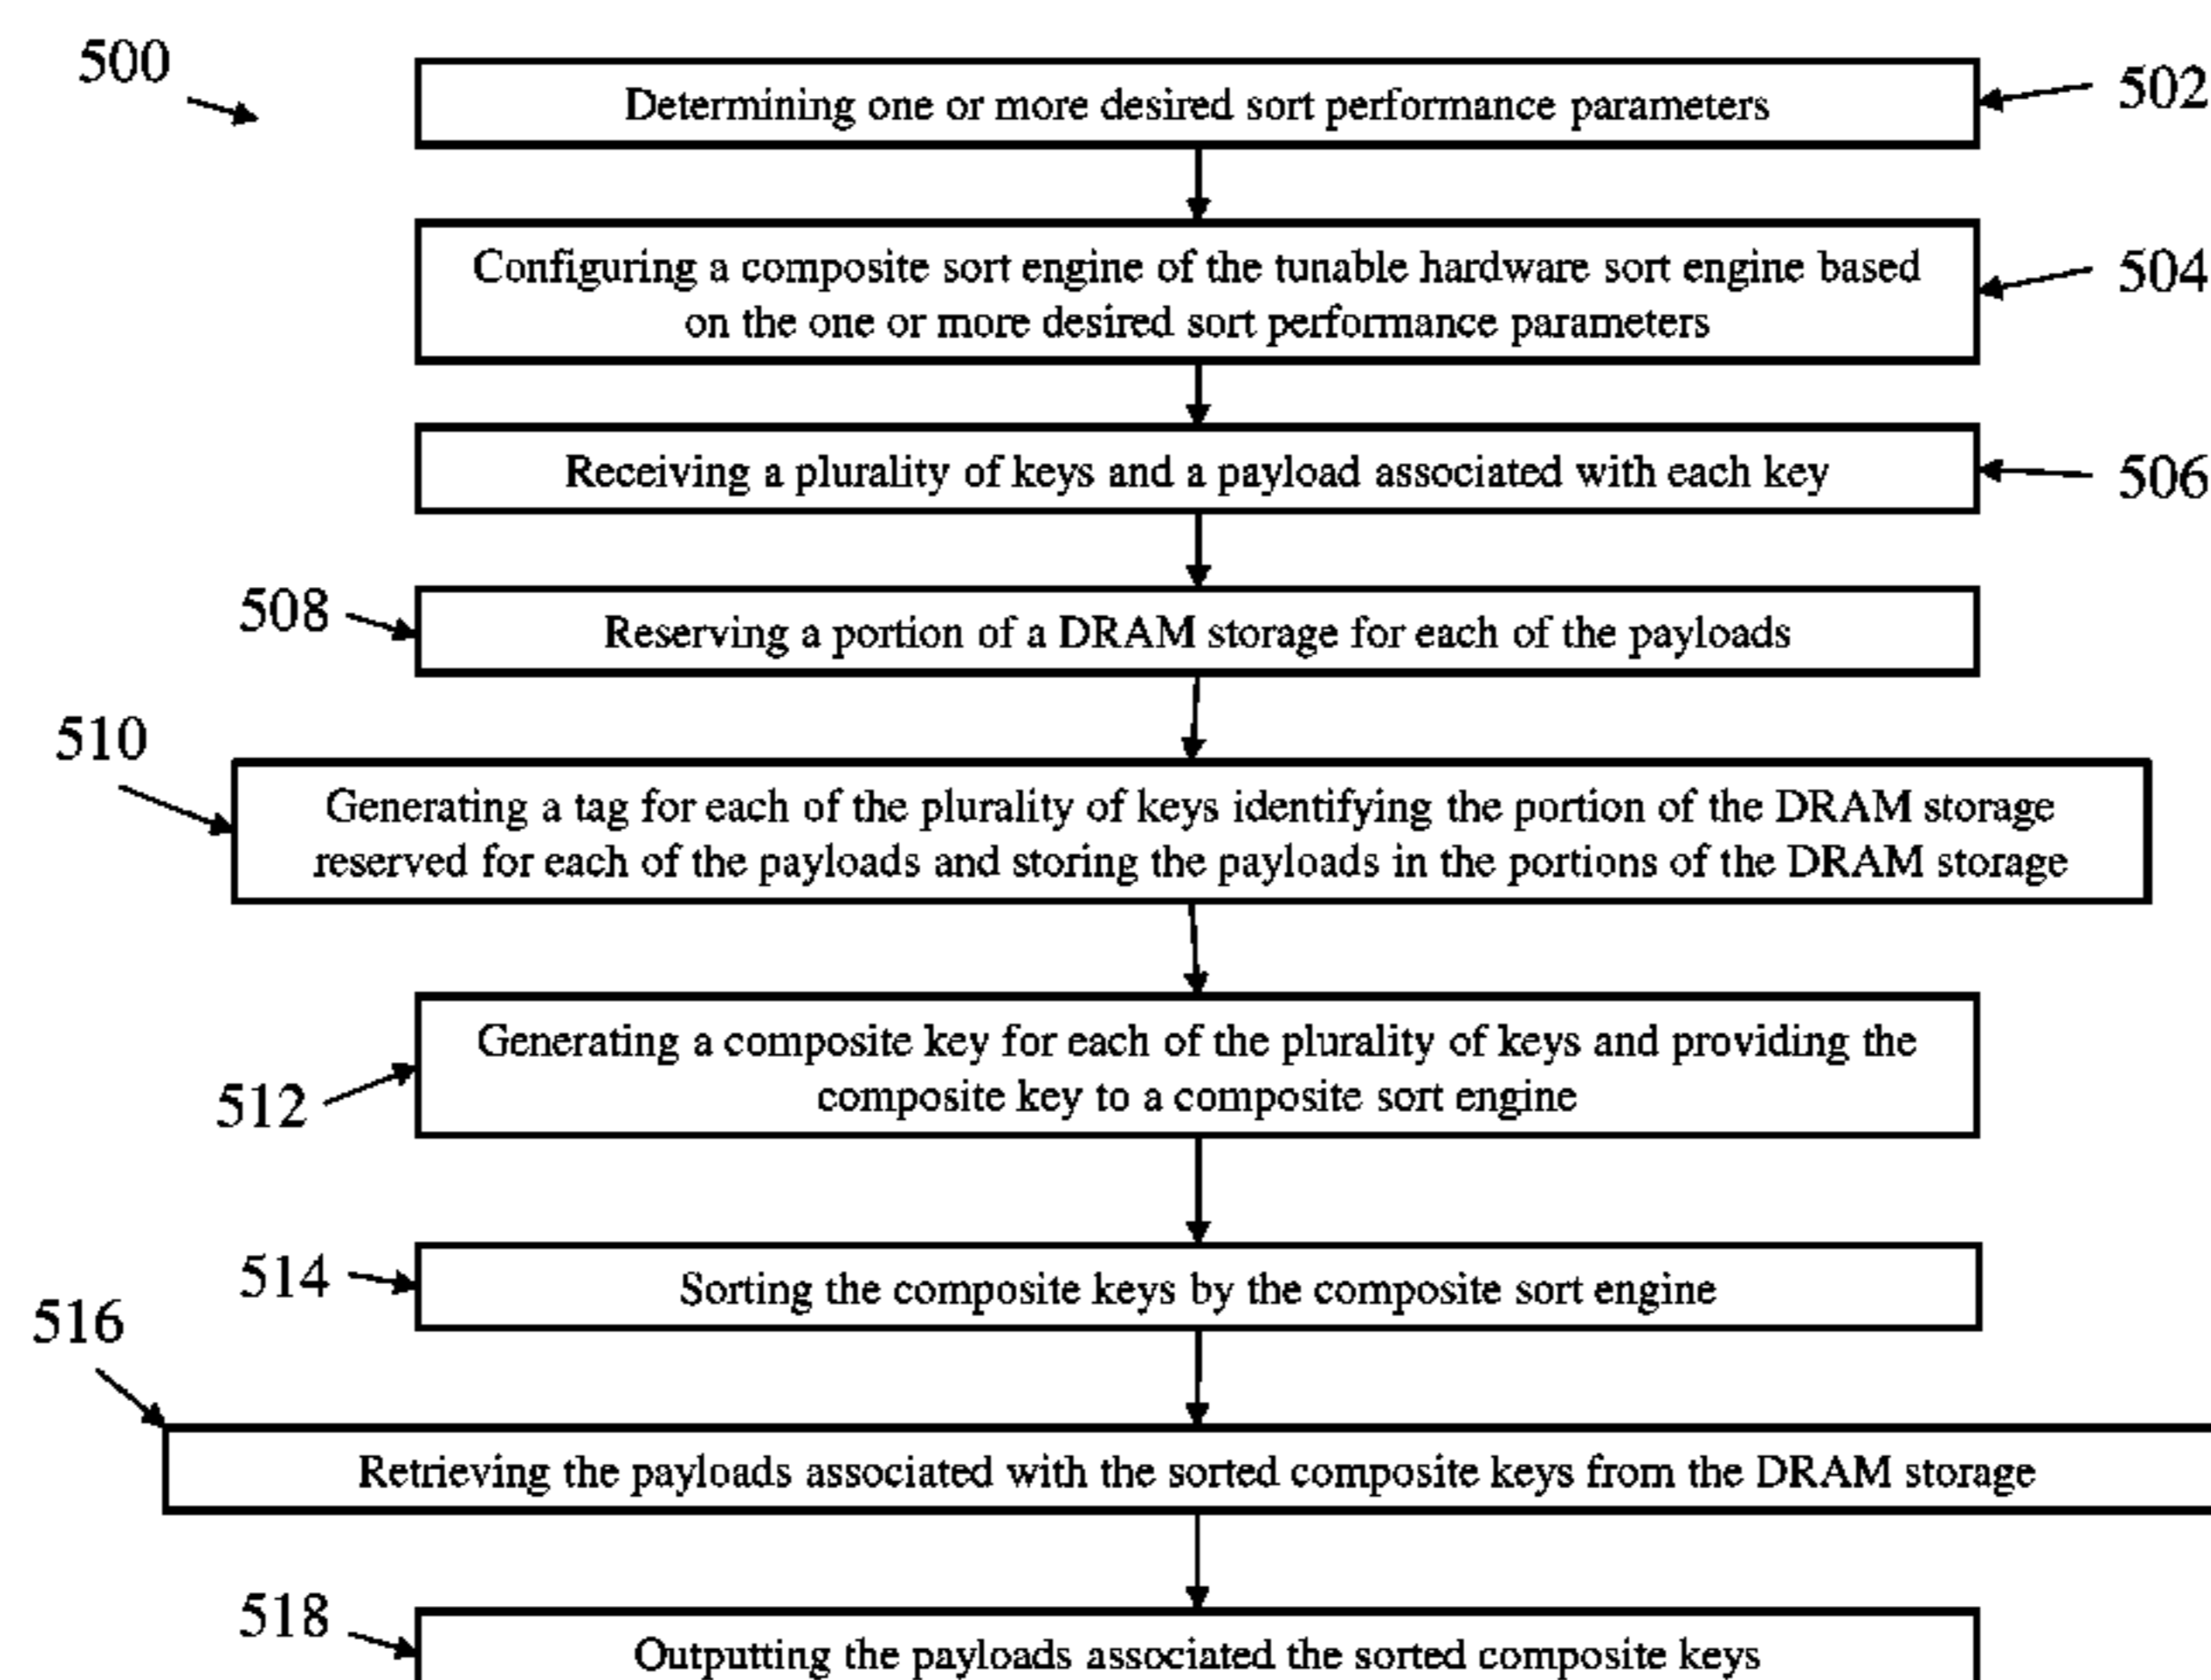 500
Determining one or more desired sort performance parameters
502
Configuring a composite sort engine of the tunable hardware sort engine based
on the one or more desired sort performance parameters
504
Receiving a plurality of keys and a payload associated with each key
506
508
Reserving a portion of a DRAM storage for each of the payloads
510
Generating a tag for each of the plurality of keys identifying the portion of the DRAM storage
reserved for each of the payloads and storing the payloads in the portions of the DRAM storage
512
Generating a composite key for each of the plurality of keys and providing the
composite key to a composite sort engine
514
Sorting the composite keys by the composite sort engine
516
Retrieving the payloads associated with the sorted composite keys from the DRAM storage
518
Outputting the payloads associated the sorted composite keys